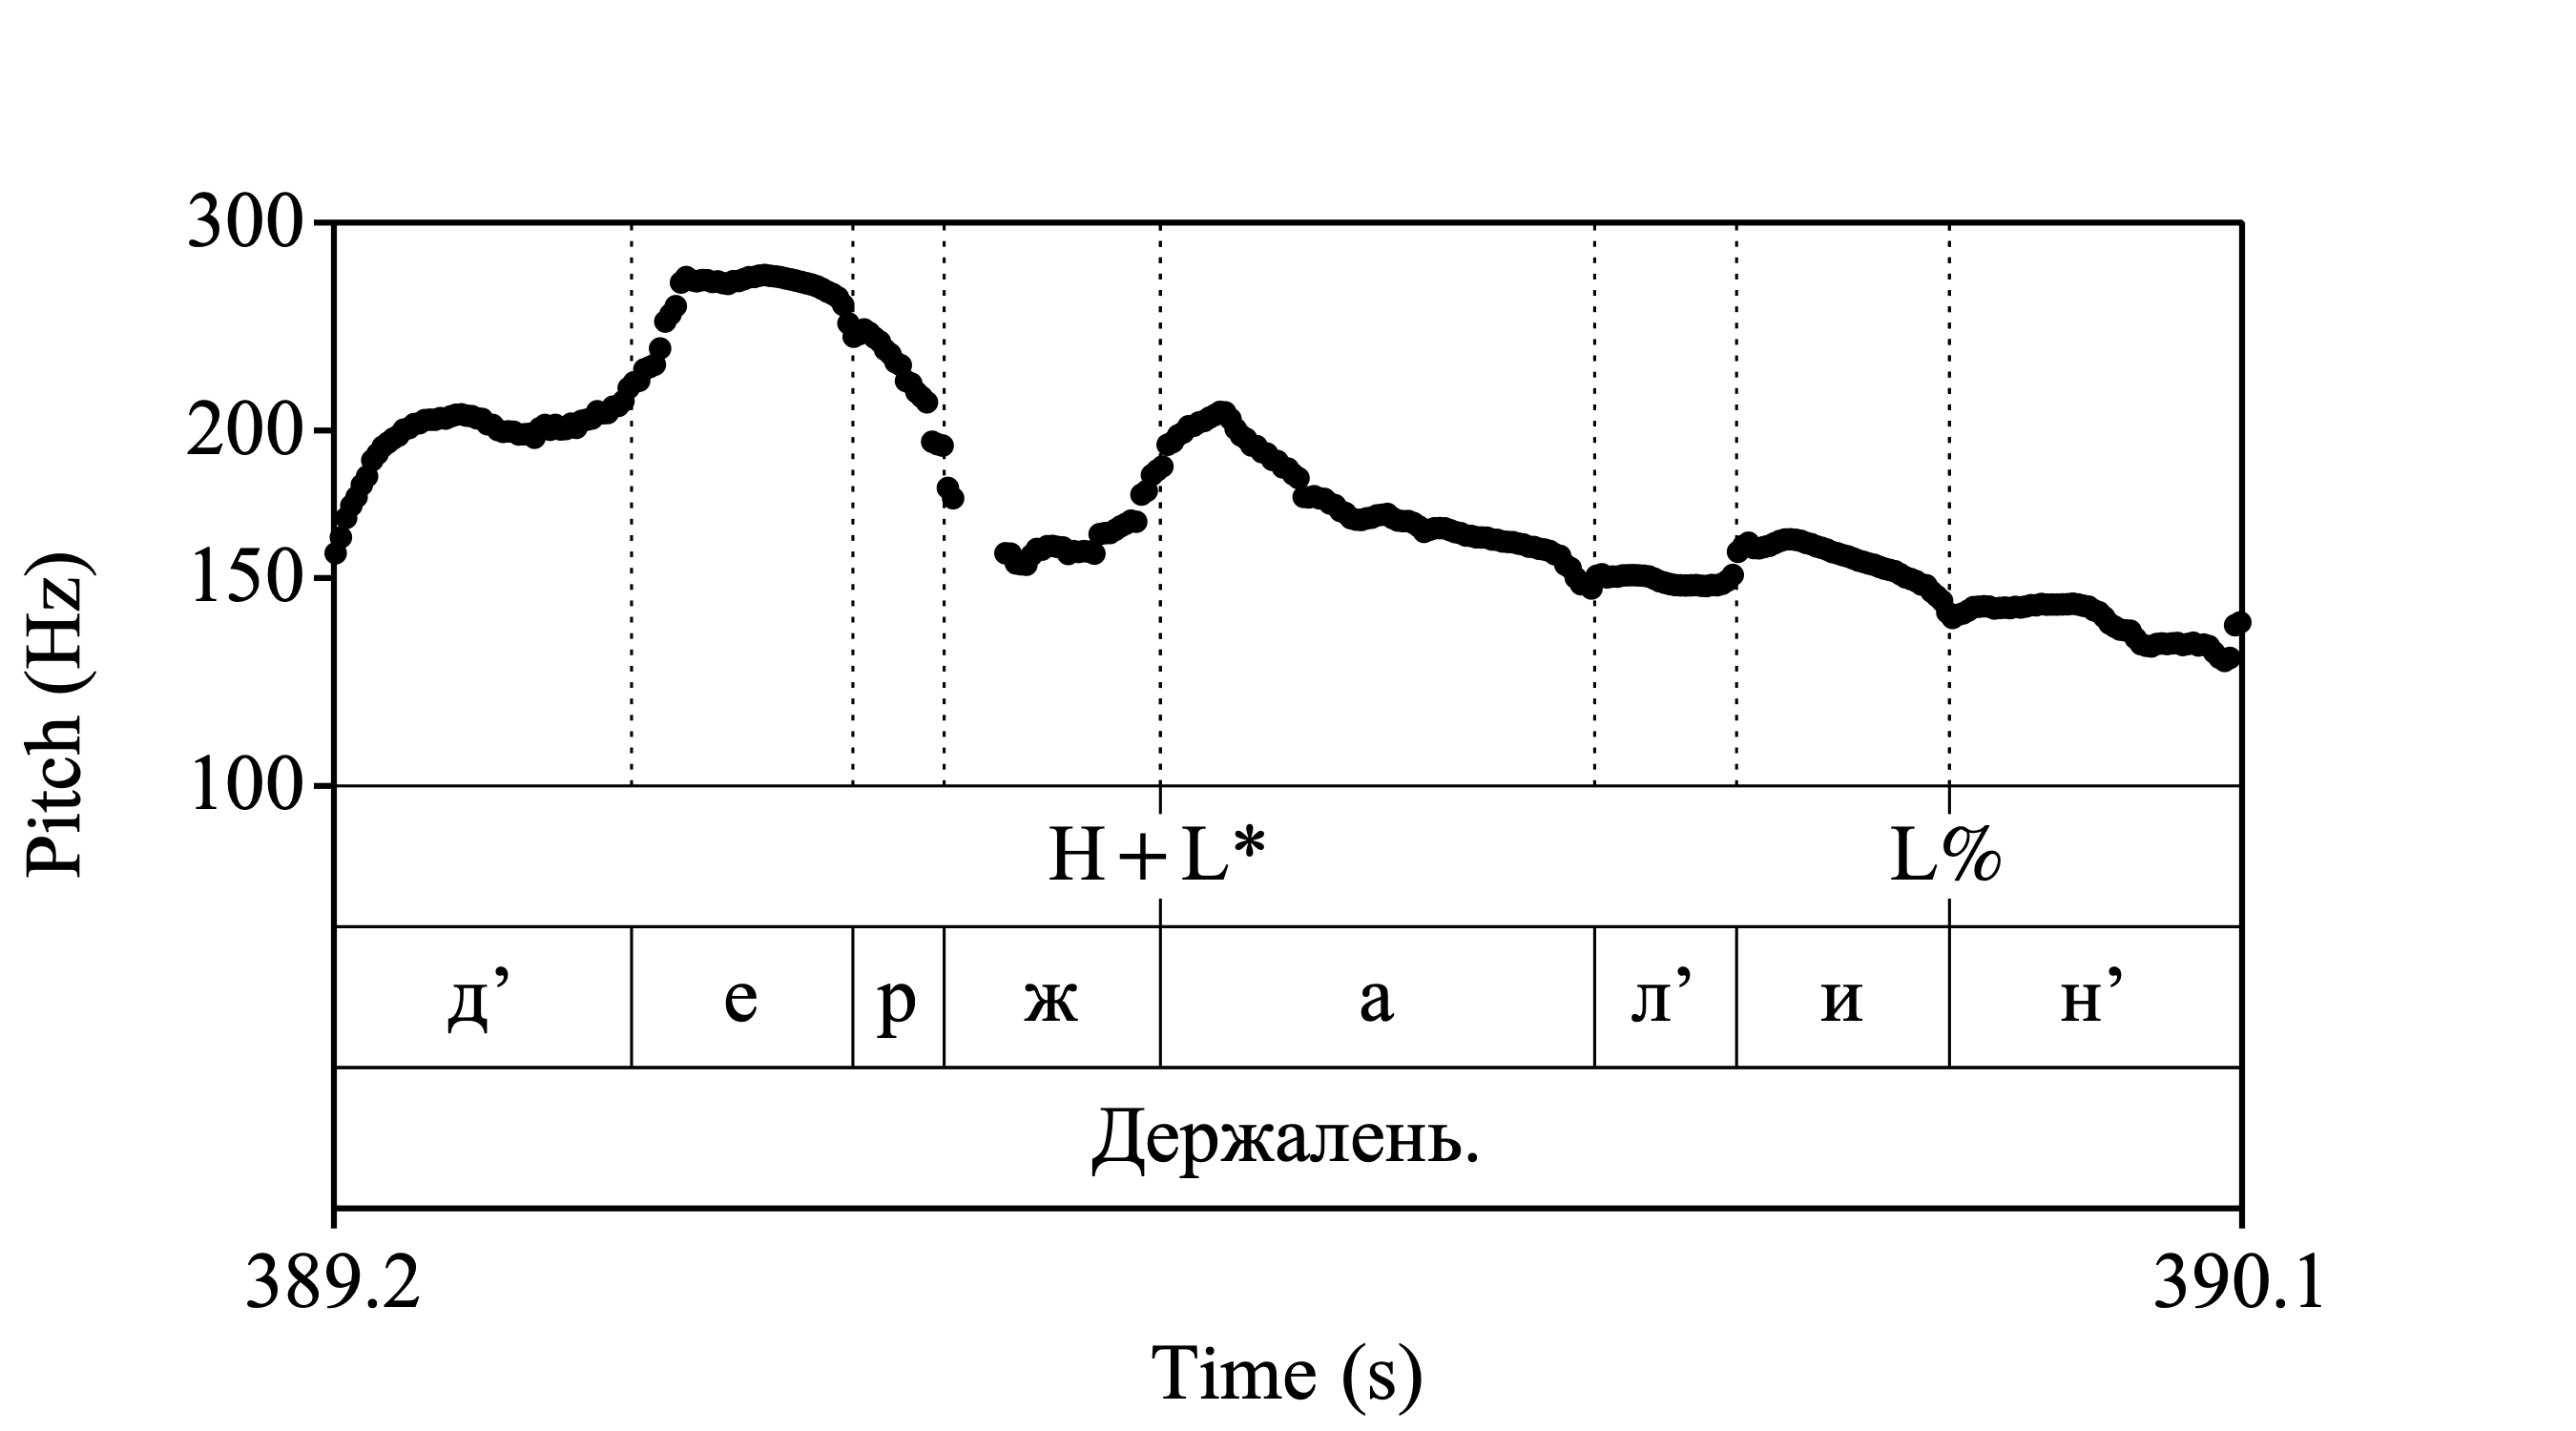 300
200
150
100
Pitch (Hz)
H+L* L%
д’ е р ж а л’ и н’
Держалень.
389.2 390.1
Time (s)